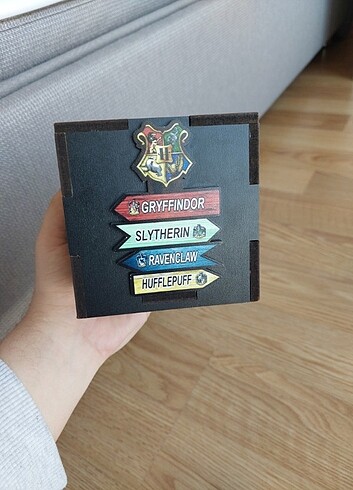 GRYFFINDOR
SLYTHERIN
RAVENCLAW
HUFFLEPUFF